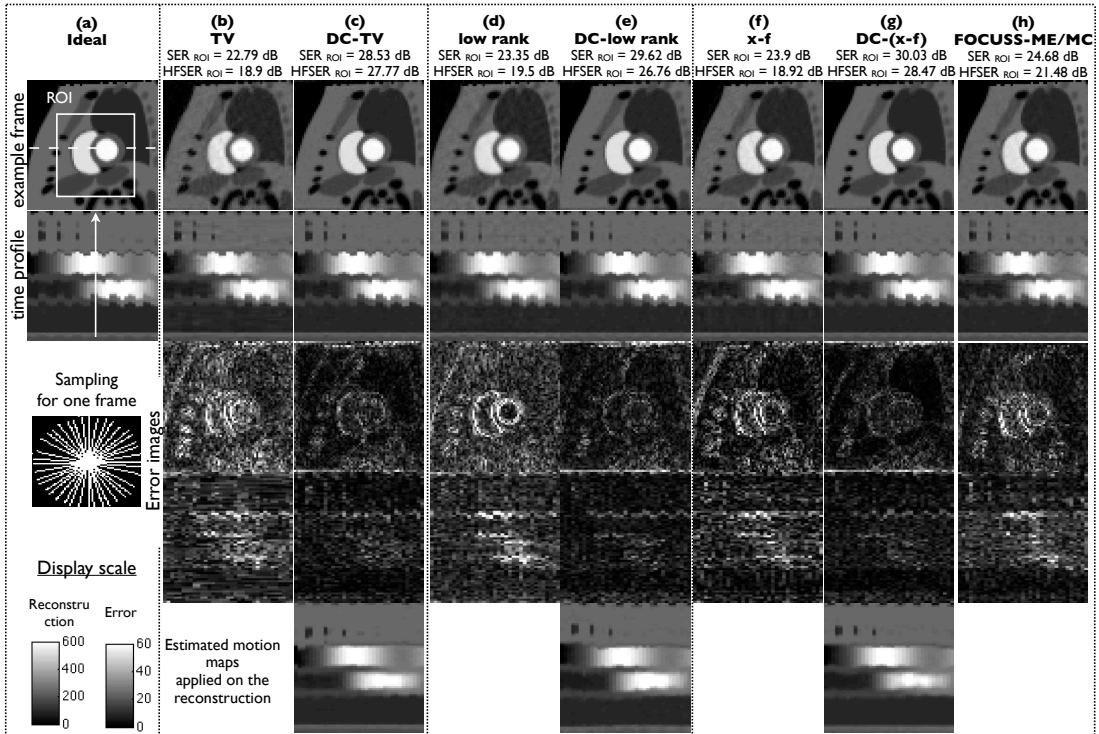 (a)
Ideal
(b)
TV
SER ROI = 22.79 dB
HFSER ROI = 18.9 dB
(c)
DC-TV
SER ROI = 28.53 dB
HFSER ROI = 27.77 dB
(d)
low rank
SER ROI = 23.35 dB
HFSER ROI = 19.5 dB
(e)
DC-low rank
SER ROI = 29.62 dB
HFSER ROI = 26.76 dB
(f)
x-f
SER ROI = 23.9 dB
HFSER ROI = 18.92 dB
(g)
DC-(x-f)
SER ROI = 30.03 dB
HFSER ROI = 28.47 dB
(h)
FOCUSS-ME/MC
SER ROI = 24.68 dB
HFSER ROI = 21.48 dB
example frame
ROI
time profile
Error images
Sampling
for one frame
Display scale
Reconstru
ction
600
400
200
0
Error
60
40
20
0
Estimated motion
maps
applied on the
reconstruction